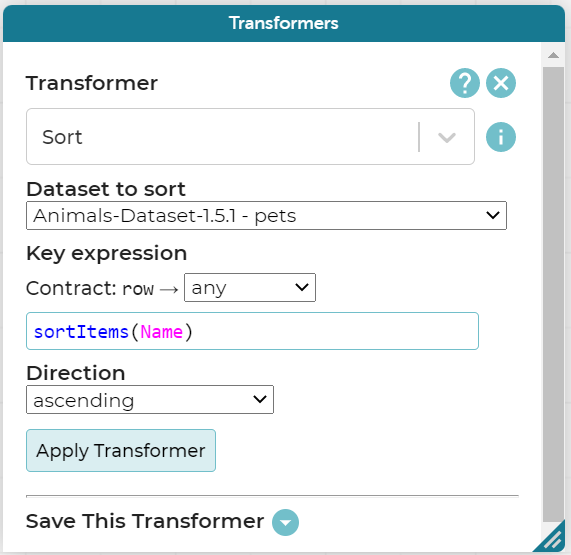 Transformers
Transformer
?
Sort
i
Dataset to sort
Animals-Dataset-1.5.1 - pets
Key expression
Contract: row → any
sortItems(Name)
Direction
ascending
Apply Transformer
Save This Transformer